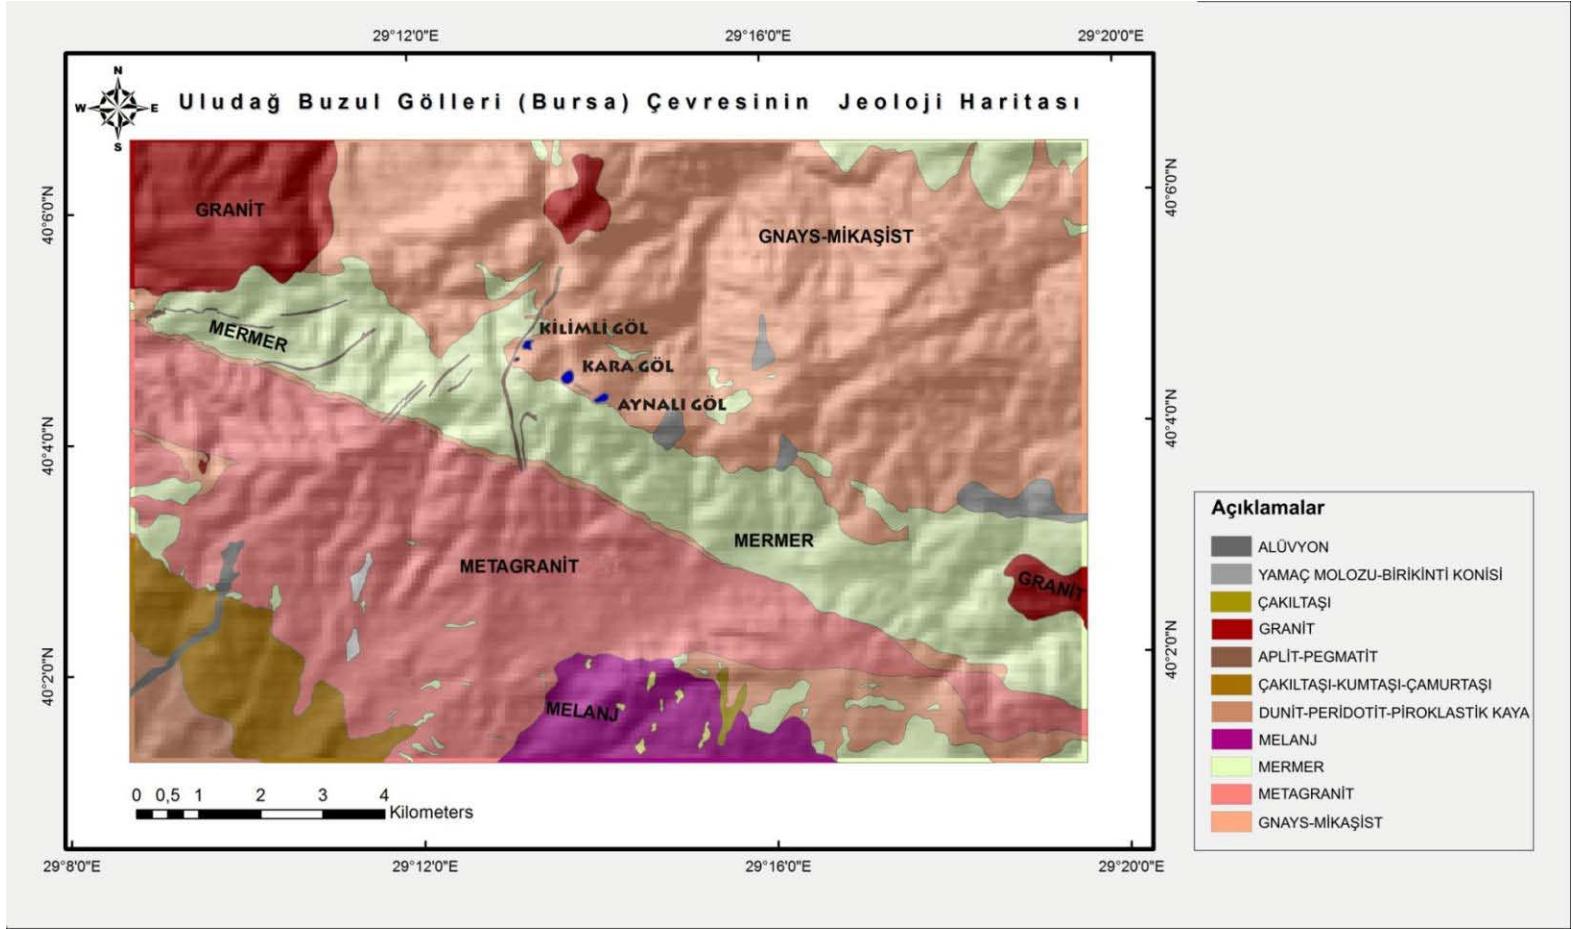 29°12'0"E 29°16'0"E 29°20'0"E
N
W E
S
Uludağ Buzul Gölleri (Bursa) Çevresinin Jeoloji Haritası
40°6'0"N
40°6'0"N
GRANİT
GNAYS-MİKAŞİST
MERMER
KİLİMLİ GÖL
KARA GÖL
AYNALI GÖL
40°4'0"N
40°4'0"N
MERMER
METAGRANİT
GRANİT
40°2'0"N
40°2'0"N
MELANJ
0 0,5 1 2 3 4
Kilometers
29°8'0"E 29°12'0"E 29°16'0"E 29°20'0"E
Açıklamalar
ALÜVYON
YAMAÇ MOLOZU-BİRİKİNTİ KONİSİ
ÇAKILTAŞI
GRANİT
APLİT-PEGMATİT
ÇAKILTAŞI-KUMTAŞI-ÇAMURTAŞI
DUNİT-PERİDOTİT-PİROKLASTİK KAYA
MELANJ
MERMER
METAGRANİT
GNAYS-MİKAŞİST